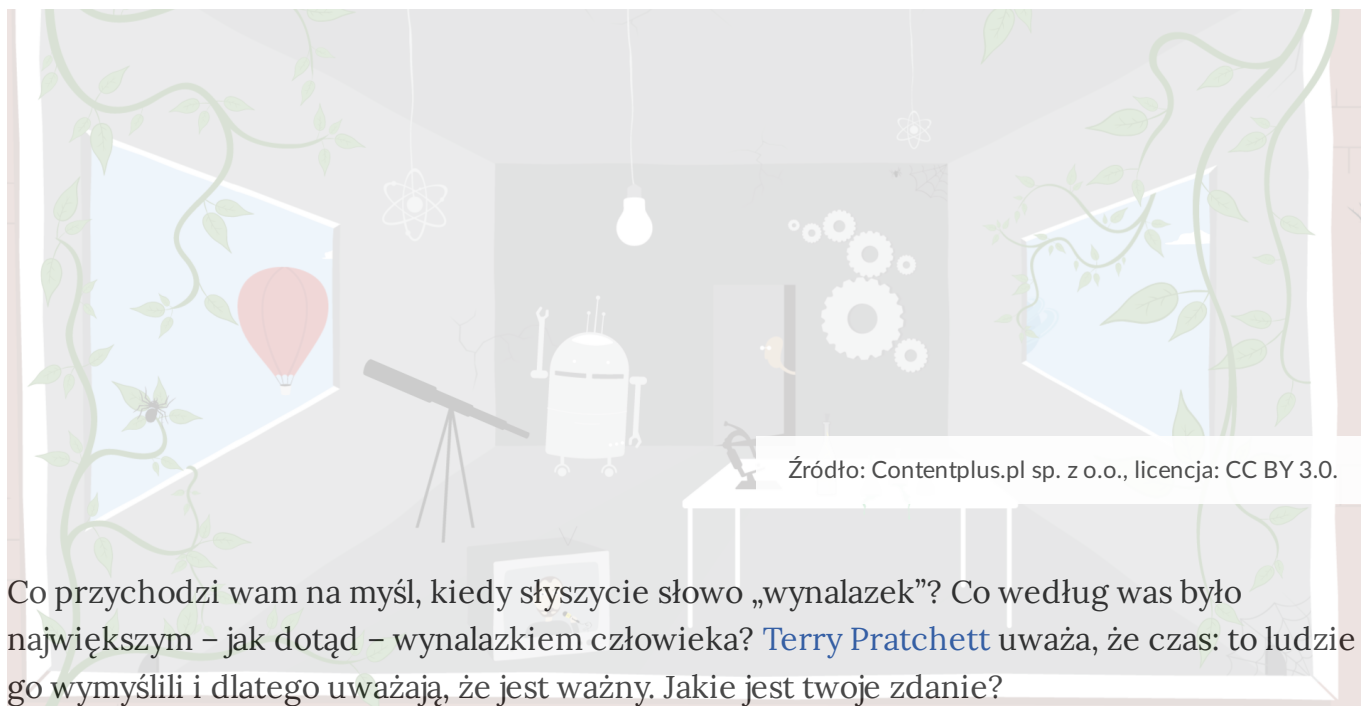 Źródło: Contentplus.pl sp. z o.o., licencja: CC BY 3.0.
Co przychodzi wam na myśl, kiedy słyszycie słowo „wynalazek”? Co według was było
największym – jak dotąd – wynalazkiem człowieka? Terry Pratchett uważa, że czas: to ludzie
go wymyślili i dlatego uważają, że jest ważny. Jakie jest twoje zdanie?